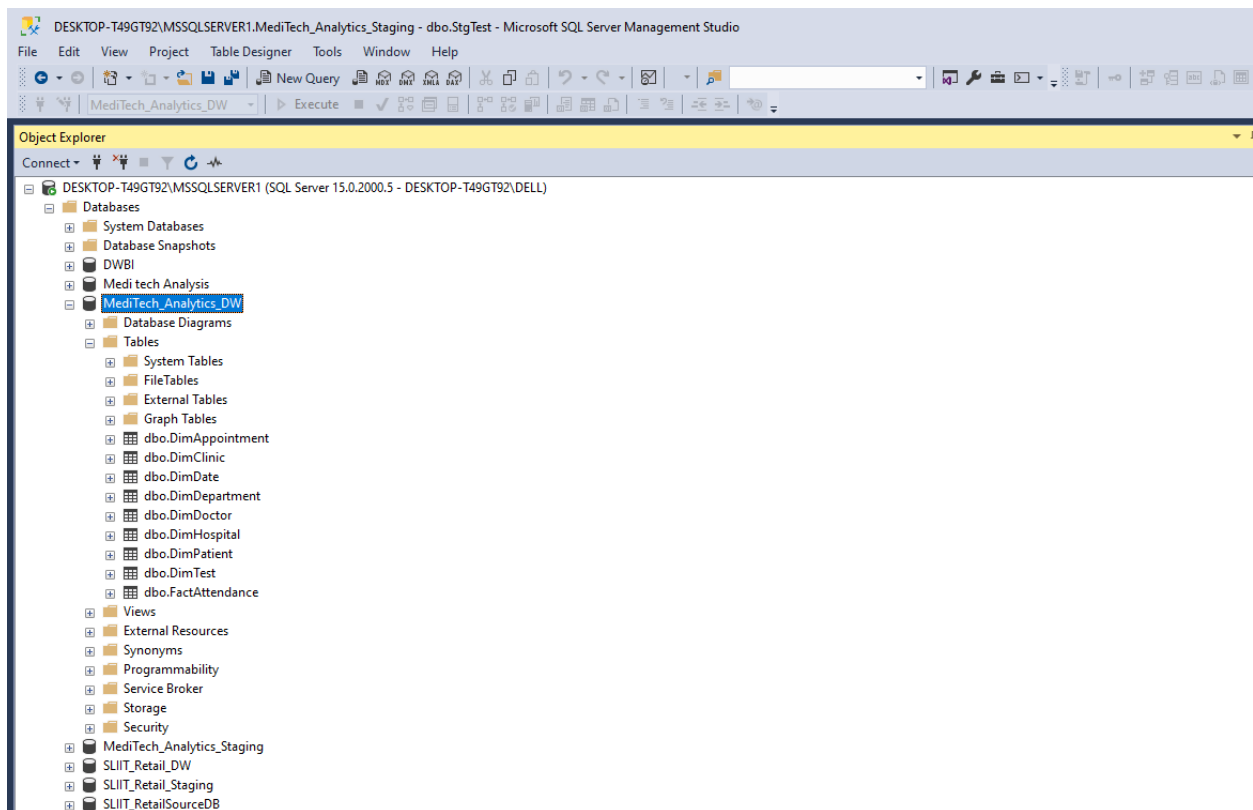 DESKTOP-T49GT92\MSSQLSERVER1.MediTech_Analytics_Staging - dbo.StgTest - Microsoft SQL Server Management Studio
File Edit View Project Table Designer Tools Window Help
New Query MDX DMX XMLA DAX
MediTech_Analytics_DW Execute
Object Explorer
Connect
DESKTOP-T49GT92\MSSQLSERVER1 (SQL Server 15.0.2000.5 - DESKTOP-T49GT92\DELL)
Databases
System Databases
Database Snapshots
DWBI
Medi tech Analysis
MediTech_Analytics_DW
Database Diagrams
Tables
System Tables
FileTables
External Tables
Graph Tables
dbo.DimAppointment
dbo.DimClinic
dbo.DimDate
dbo.DimDepartment
dbo.DimDoctor
dbo.DimHospital
dbo.DimPatient
dbo.DimTest
dbo.FactAttendance
Views
External Resources
Synonyms
Programmability
Service Broker
Storage
Security
MediTech_Analytics_Staging
SLIIT_Retail_DW
SLIIT_Retail_Staging
SLIIT_RetailSourceDB